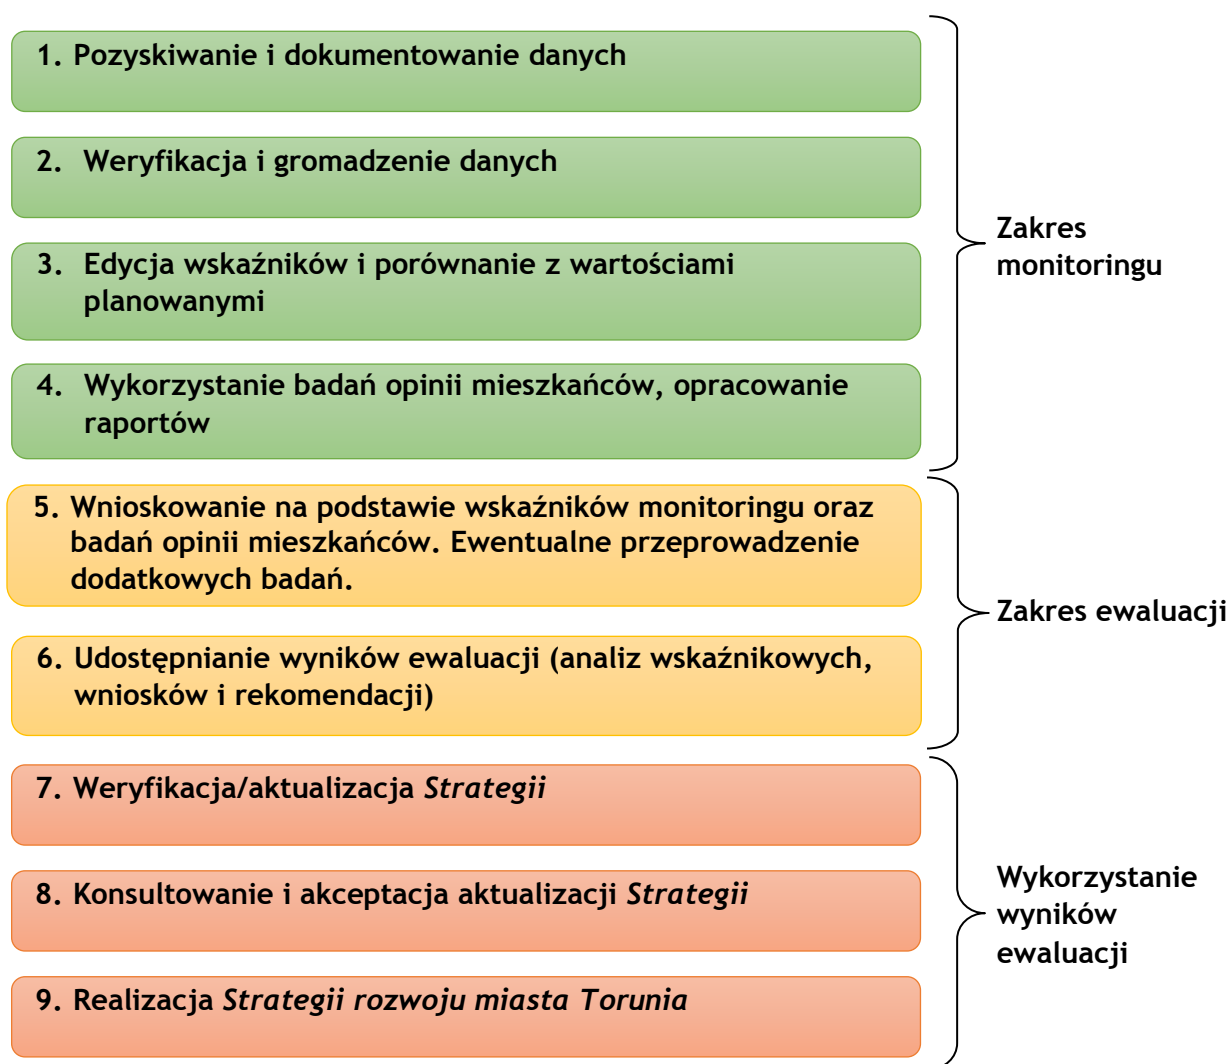 1. Pozyskiwanie i dokumentowanie danych
2. Weryfikacja i gromadzenie danych
3. Edycja wskaźników i porównanie z wartościami
planowanymi
Zakres
monitoringu
4. Wykorzystanie badań opinii mieszkańców, opracowanie
raportów
5. Wnioskowanie na podstawie wskaźników monitoringu oraz
badań opinii mieszkańców. Ewentualne przeprowadzenie
dodatkowych badań.
Zakres ewaluacji
6. Udostępnianie wyników ewaluacji (analiz wskaźnikowych,
wniosków i rekomendacji)
7. Weryfikacja/aktualizacja Strategii
8. Konsultowanie i akceptacja aktualizacji Strategii
Wykorzystanie
wyników
ewaluacji
9. Realizacja Strategii rozwoju miasta Torunia